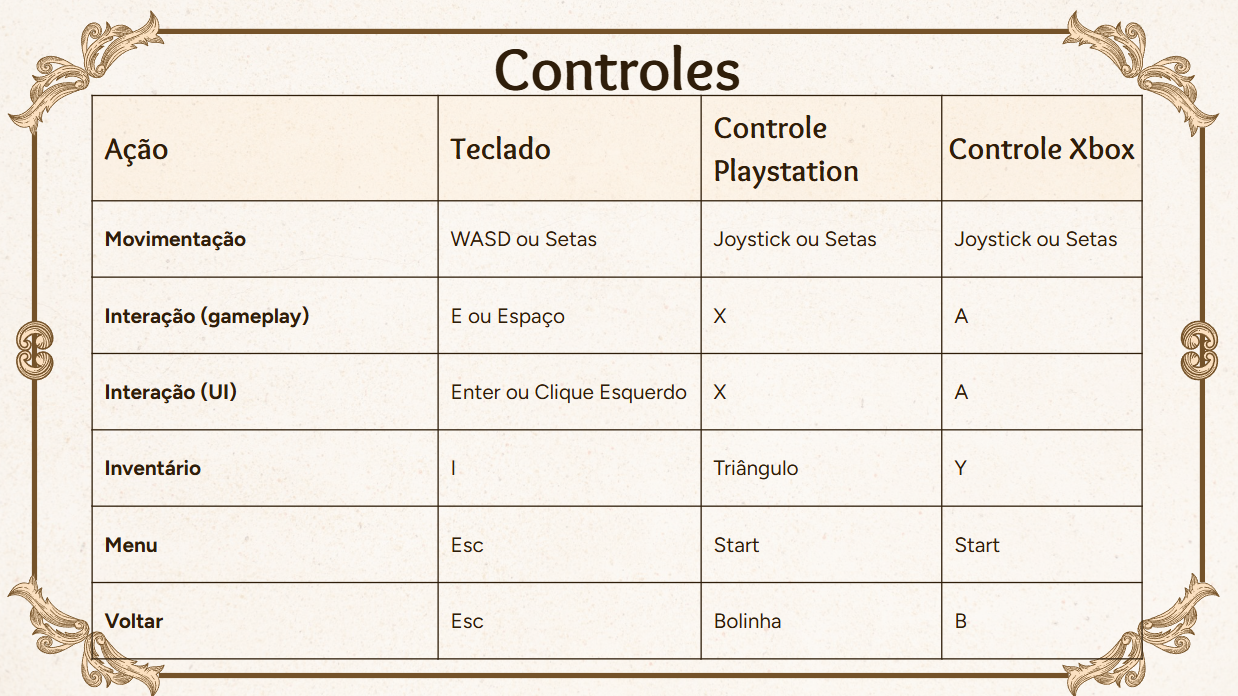 Controles
Ação Teclado Controle Playstation Controle Xbox
Movimentação WASD ou Setas Joystick ou Setas Joystick ou Setas
Interação (gameplay) E ou Espaço X A
Interação (UI) Enter ou Clique Esquerdo X A
Inventário I Triângulo Y
Menu Esc Start Start
Voltar Esc Bolinha B